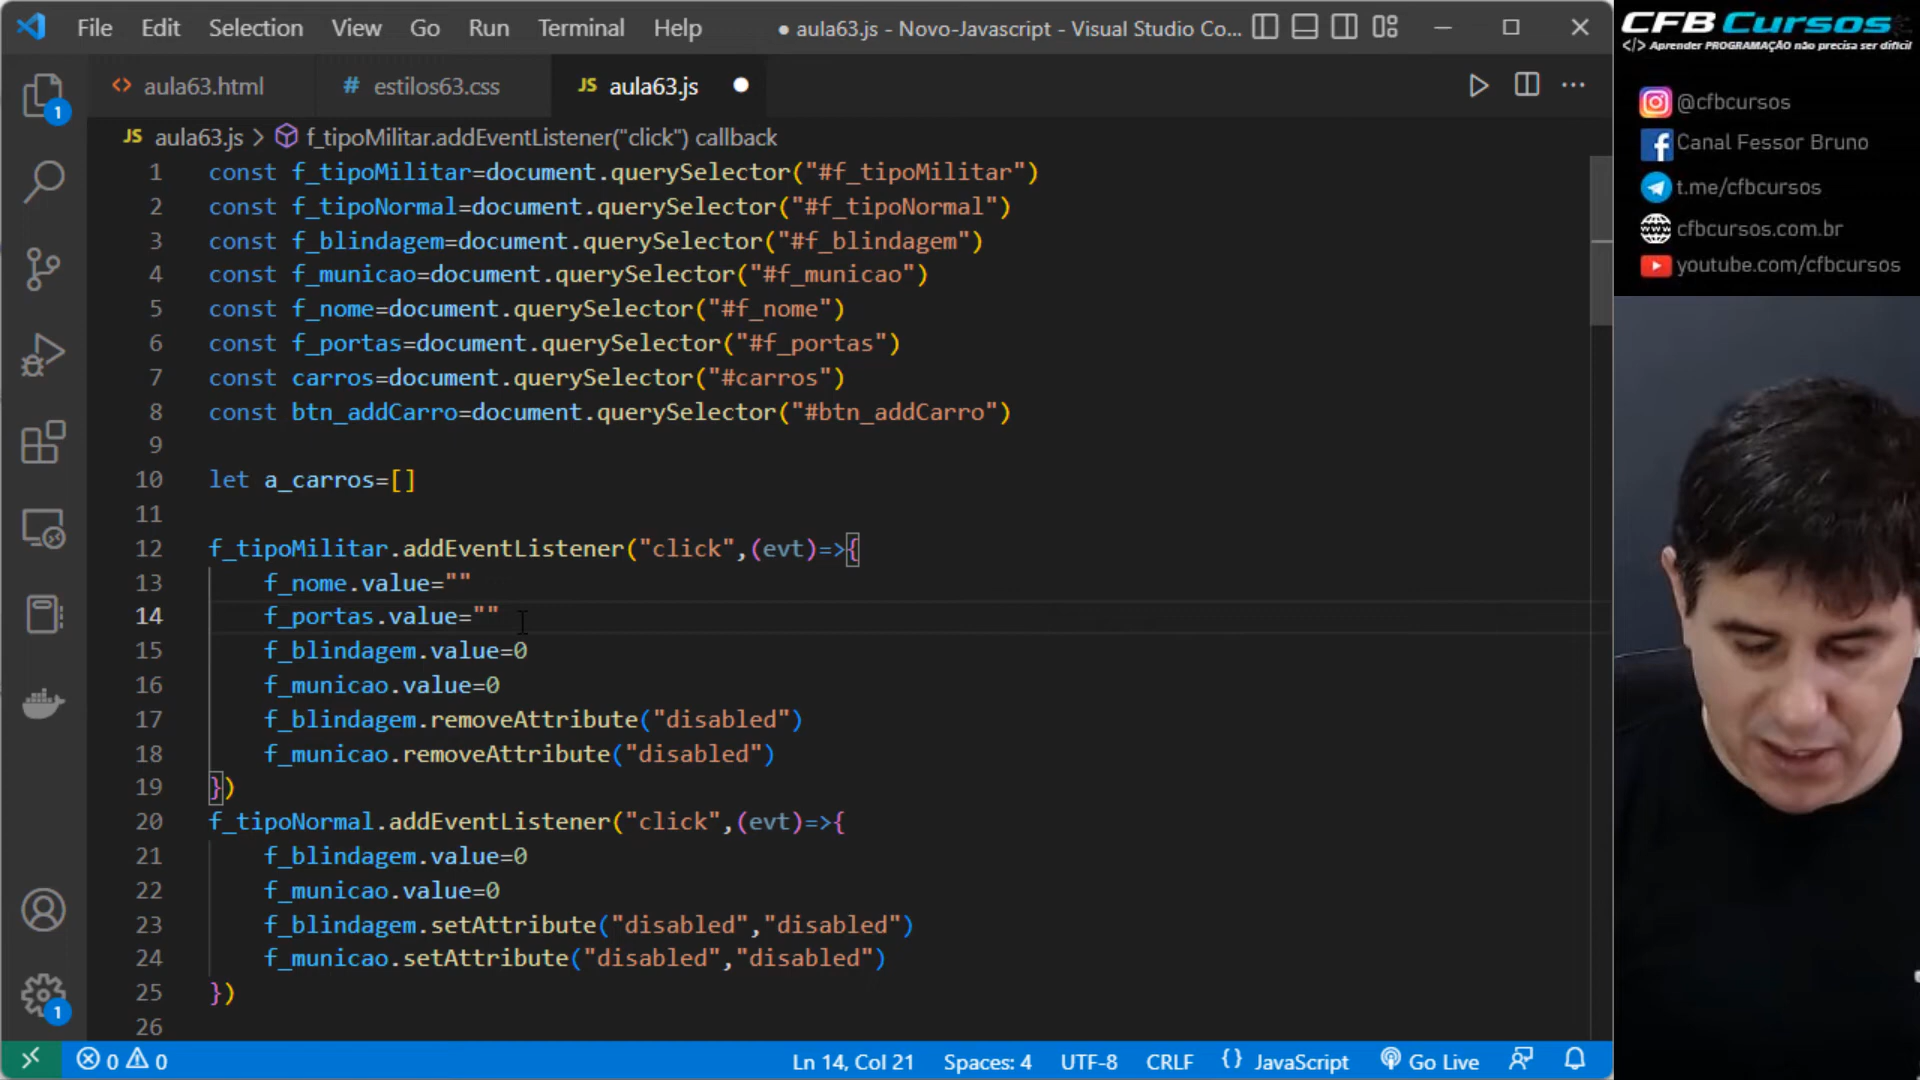 File Edit Selection View Go Run Terminal Help ● aula63.js - Novo-Javascript - Visual Studio Co...
aula63.html estilos63.css JS aula63.js
JS aula63.js > f_tipoMilitar.addEventListener("click") callback
1 const f_tipoMilitar=document.querySelector("#f_tipoMilitar")
2 const f_tipoNormal=document.querySelector("#f_tipoNormal")
3 const f_blindagem=document.querySelector("#f_blindagem")
4 const f_municao=document.querySelector("#f_municao")
5 const f_nome=document.querySelector("#f_nome")
6 const f_portas=document.querySelector("#f_portas")
7 const carros=document.querySelector("#carros")
8 const btn_addCarro=document.querySelector("#btn_addCarro")
9
10 let a_carros=[]
11
12 f_tipoMilitar.addEventListener("click",(evt)=>{
13 f_nome.value=""
14 f_portas.value=""
15 f_blindagem.value=0
16 f_municao.value=0
17 f_blindagem.removeAttribute("disabled")
18 f_municao.removeAttribute("disabled")
19 })
20 f_tipoNormal.addEventListener("click",(evt)=>{
21 f_blindagem.value=0
22 f_municao.value=0
23 f_blindagem.setAttribute("disabled","disabled")
24 f_municao.setAttribute("disabled","disabled")
25 })
26
1
1
0 0 Ln 14, Col 21 Spaces: 4 UTF-8 CRLF {} JavaScript Go Live
CFB Cursos
</> Aprender PROGRAMAÇÃO não precisa ser difícil
@cfbcursos
Canal Fessor Bruno
t.me/cfbcursos
cfbcursos.com.br
youtube.com/cfbcursos